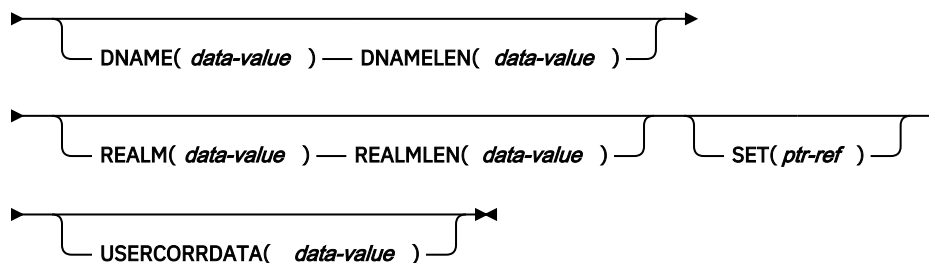 DNAME( data-value ) DNAMELEN( data-value )
REALM( data-value ) REALMLEN( data-value ) SET( ptr-ref )
USERCORRDATA( data-value )